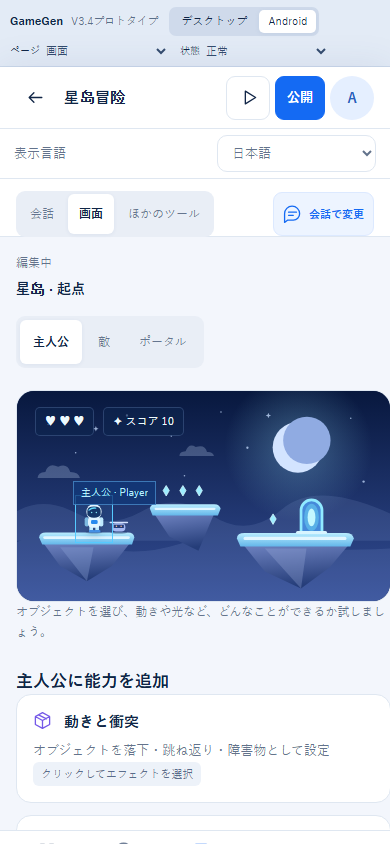 GameGen V3.4プロトタイプ デスクトップ Android
ページ 画面 状態 正常
星岛冒险 公開 A
表示言語 日本語
会話 画面 ほかのツール 会話で変更
編集中
星岛 · 起点
主人公 敵 ポータル
♥ ♥ ♥ ✦ スコア 10
主人公 · Player
オブジェクトを選び、動きや光など、どんなことができるか試しまし
ょう。
主人公に能力を追加
動きと衝突
オブジェクトを落下・跳ね返り・障害物として設定
クリックしてエフェクトを選択